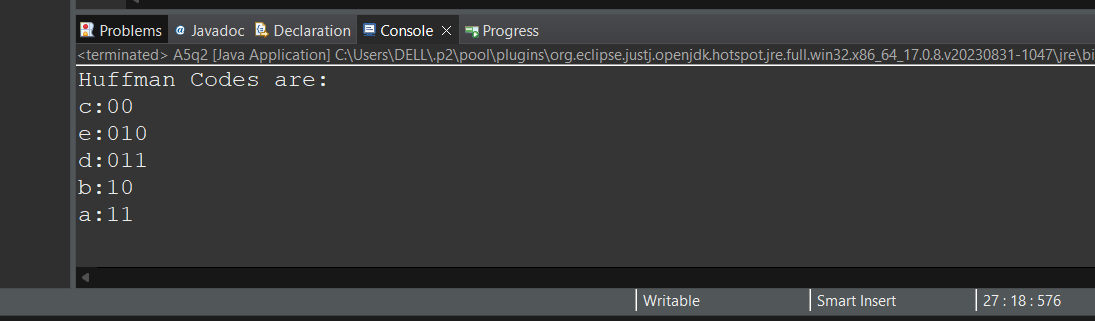 Problems Javadoc Declaration Console Progress
<terminated> A5q2 [Java Application] C:\Users\DELL\.p2\pool\plugins\org.eclipse.justj.openjdk.hotspot.jre.full.win32.x86_64_17.0.8.v20230831-1047\jre\bi
Huffman Codes are:
c:00
e:010
d:011
b:10
a:11
Writable Smart Insert 27 : 18 : 576